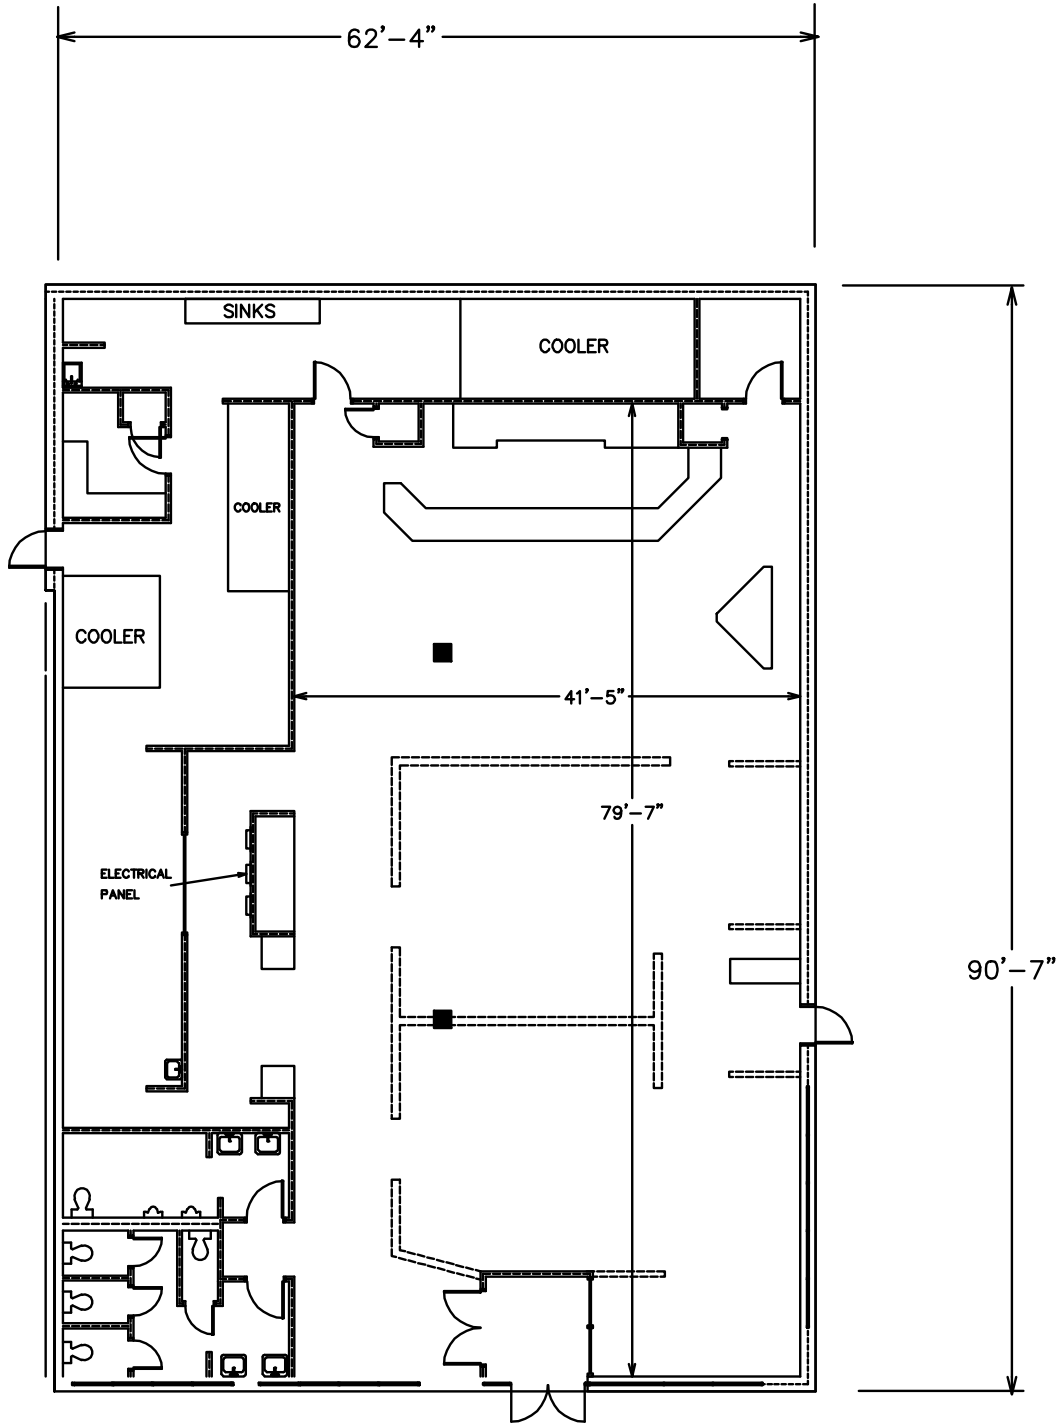 62'-4"
SINKS
COOLER
COOLER
COOLER
41'-5"
79'-7"
ELECTRICAL
PANEL
90'-7"